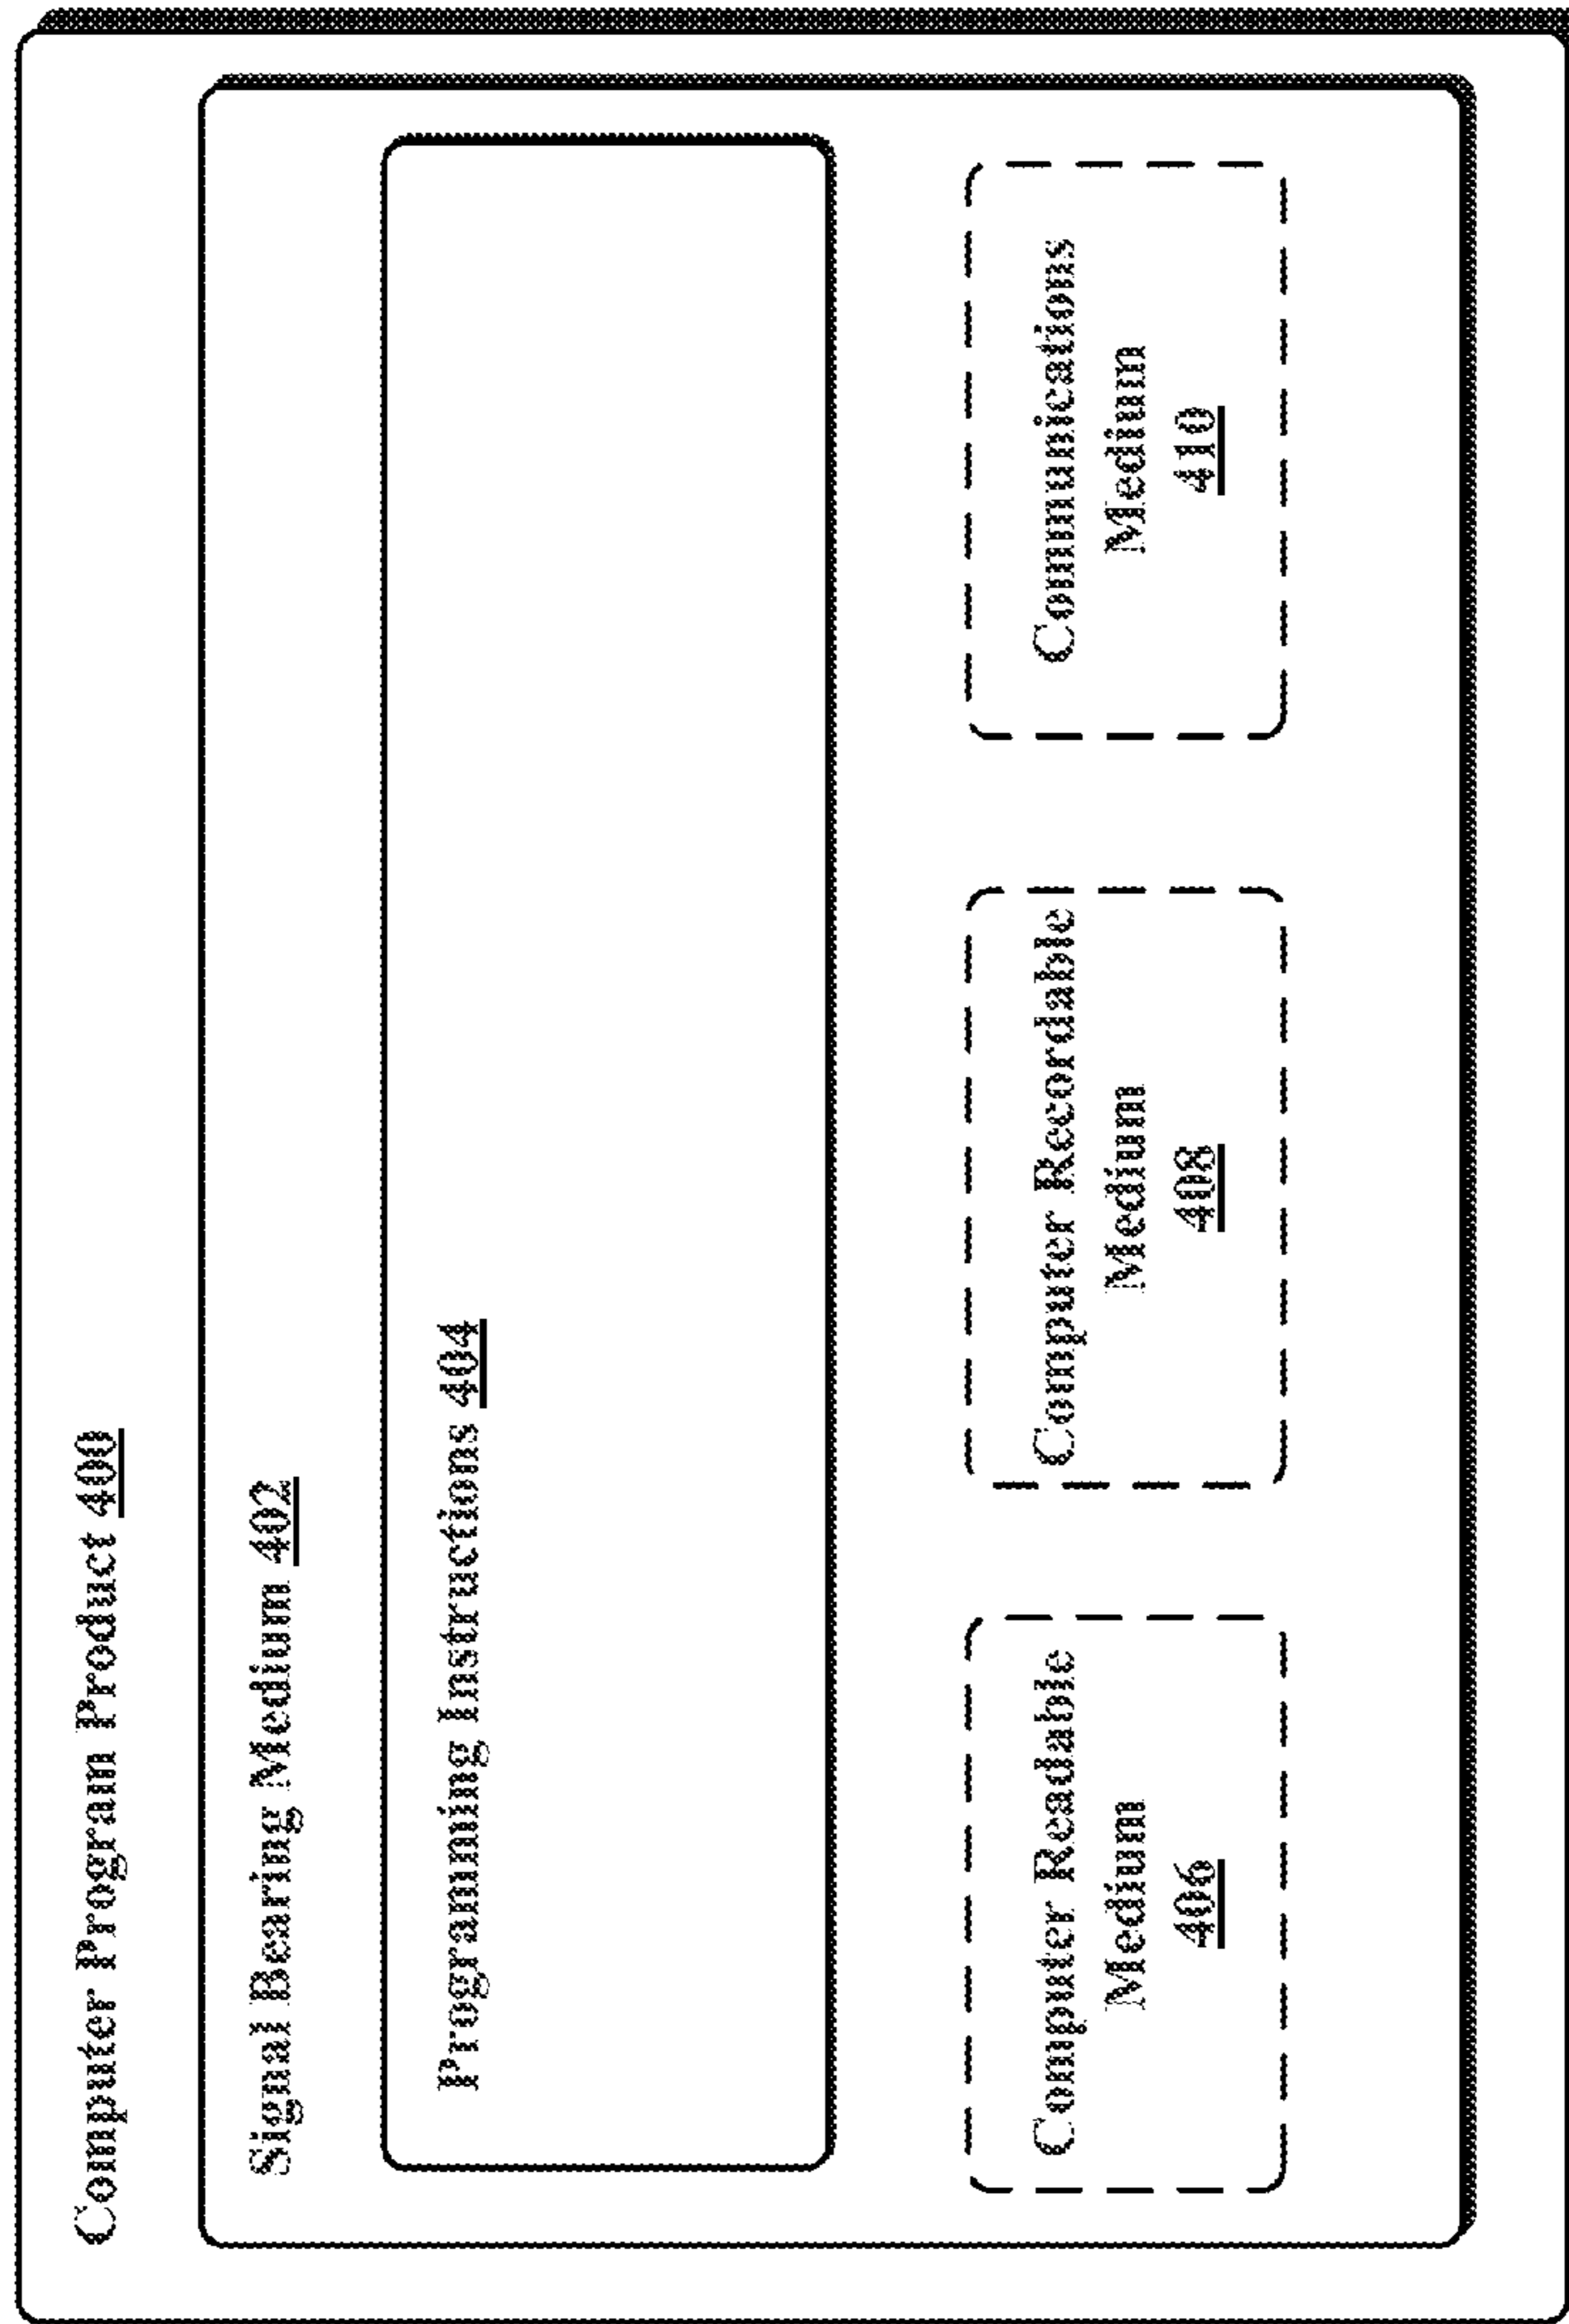 Computer Program Product 400
Signal Bearing Medium 402
Programming Instructions 404
Computer Readable
Medium
406
Computer Recordable
Medium
408
Communications
Medium
410